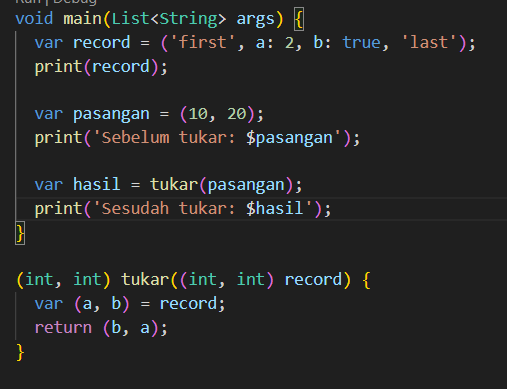 Run | Debug
void main(List<String> args) {
  var record = ('first', a: 2, b: true, 'last');
  print(record);

  var pasangan = (10, 20);
  print('Sebelum tukar: $pasangan');

  var hasil = tukar(pasangan);
  print('Sesudah tukar: $hasil');
}

(int, int) tukar((int, int) record) {
  var (a, b) = record;
  return (b, a);
}